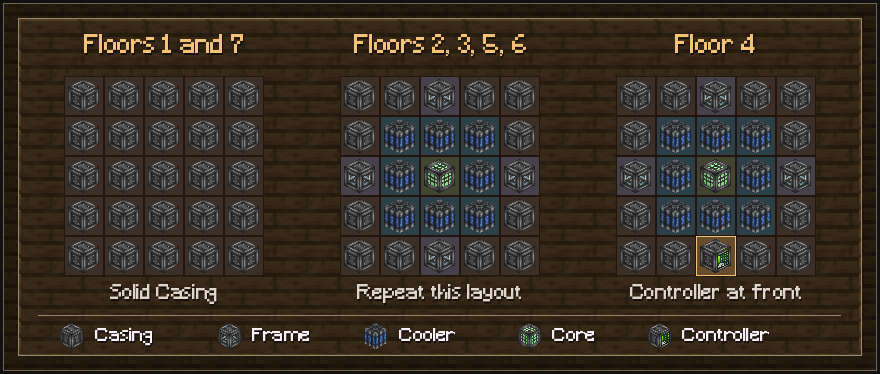 Floors 1 and 7
Floors 2, 3, 5, 6
Floor 4
Solid Casing
Repeat this layout
Controller at front
Casing
Frame
Cooler
Core
Controller